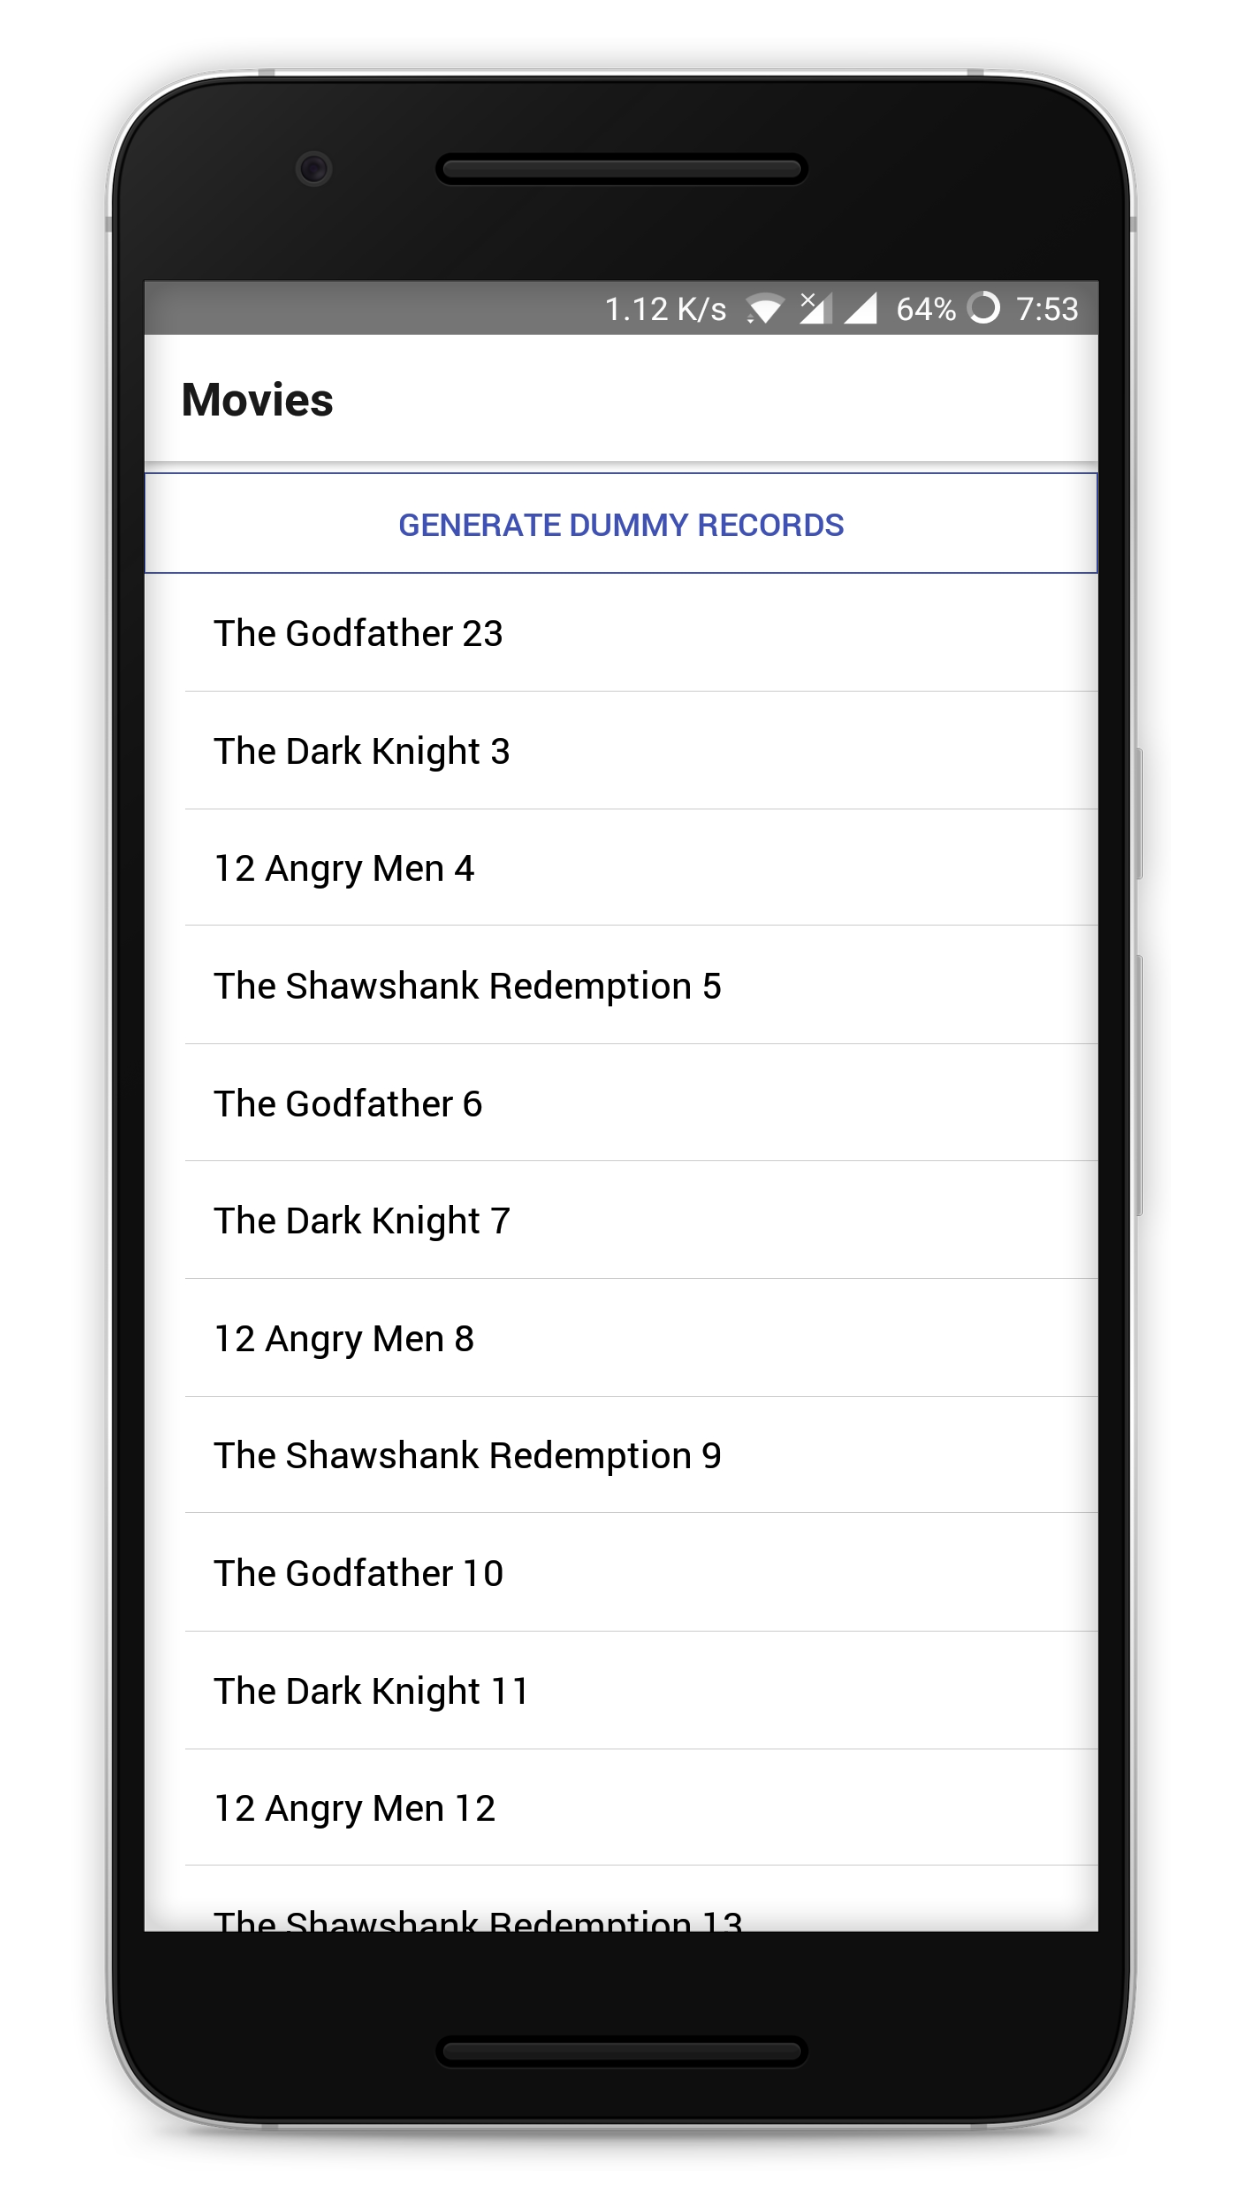 1.12 K/s 64% 7:53
Movies
GENERATE DUMMY RECORDS
The Godfather 23
The Dark Knight 3
12 Angry Men 4
The Shawshank Redemption 5
The Godfather 6
The Dark Knight 7
12 Angry Men 8
The Shawshank Redemption 9
The Godfather 10
The Dark Knight 11
12 Angry Men 12
The Shawshank Redemption 13